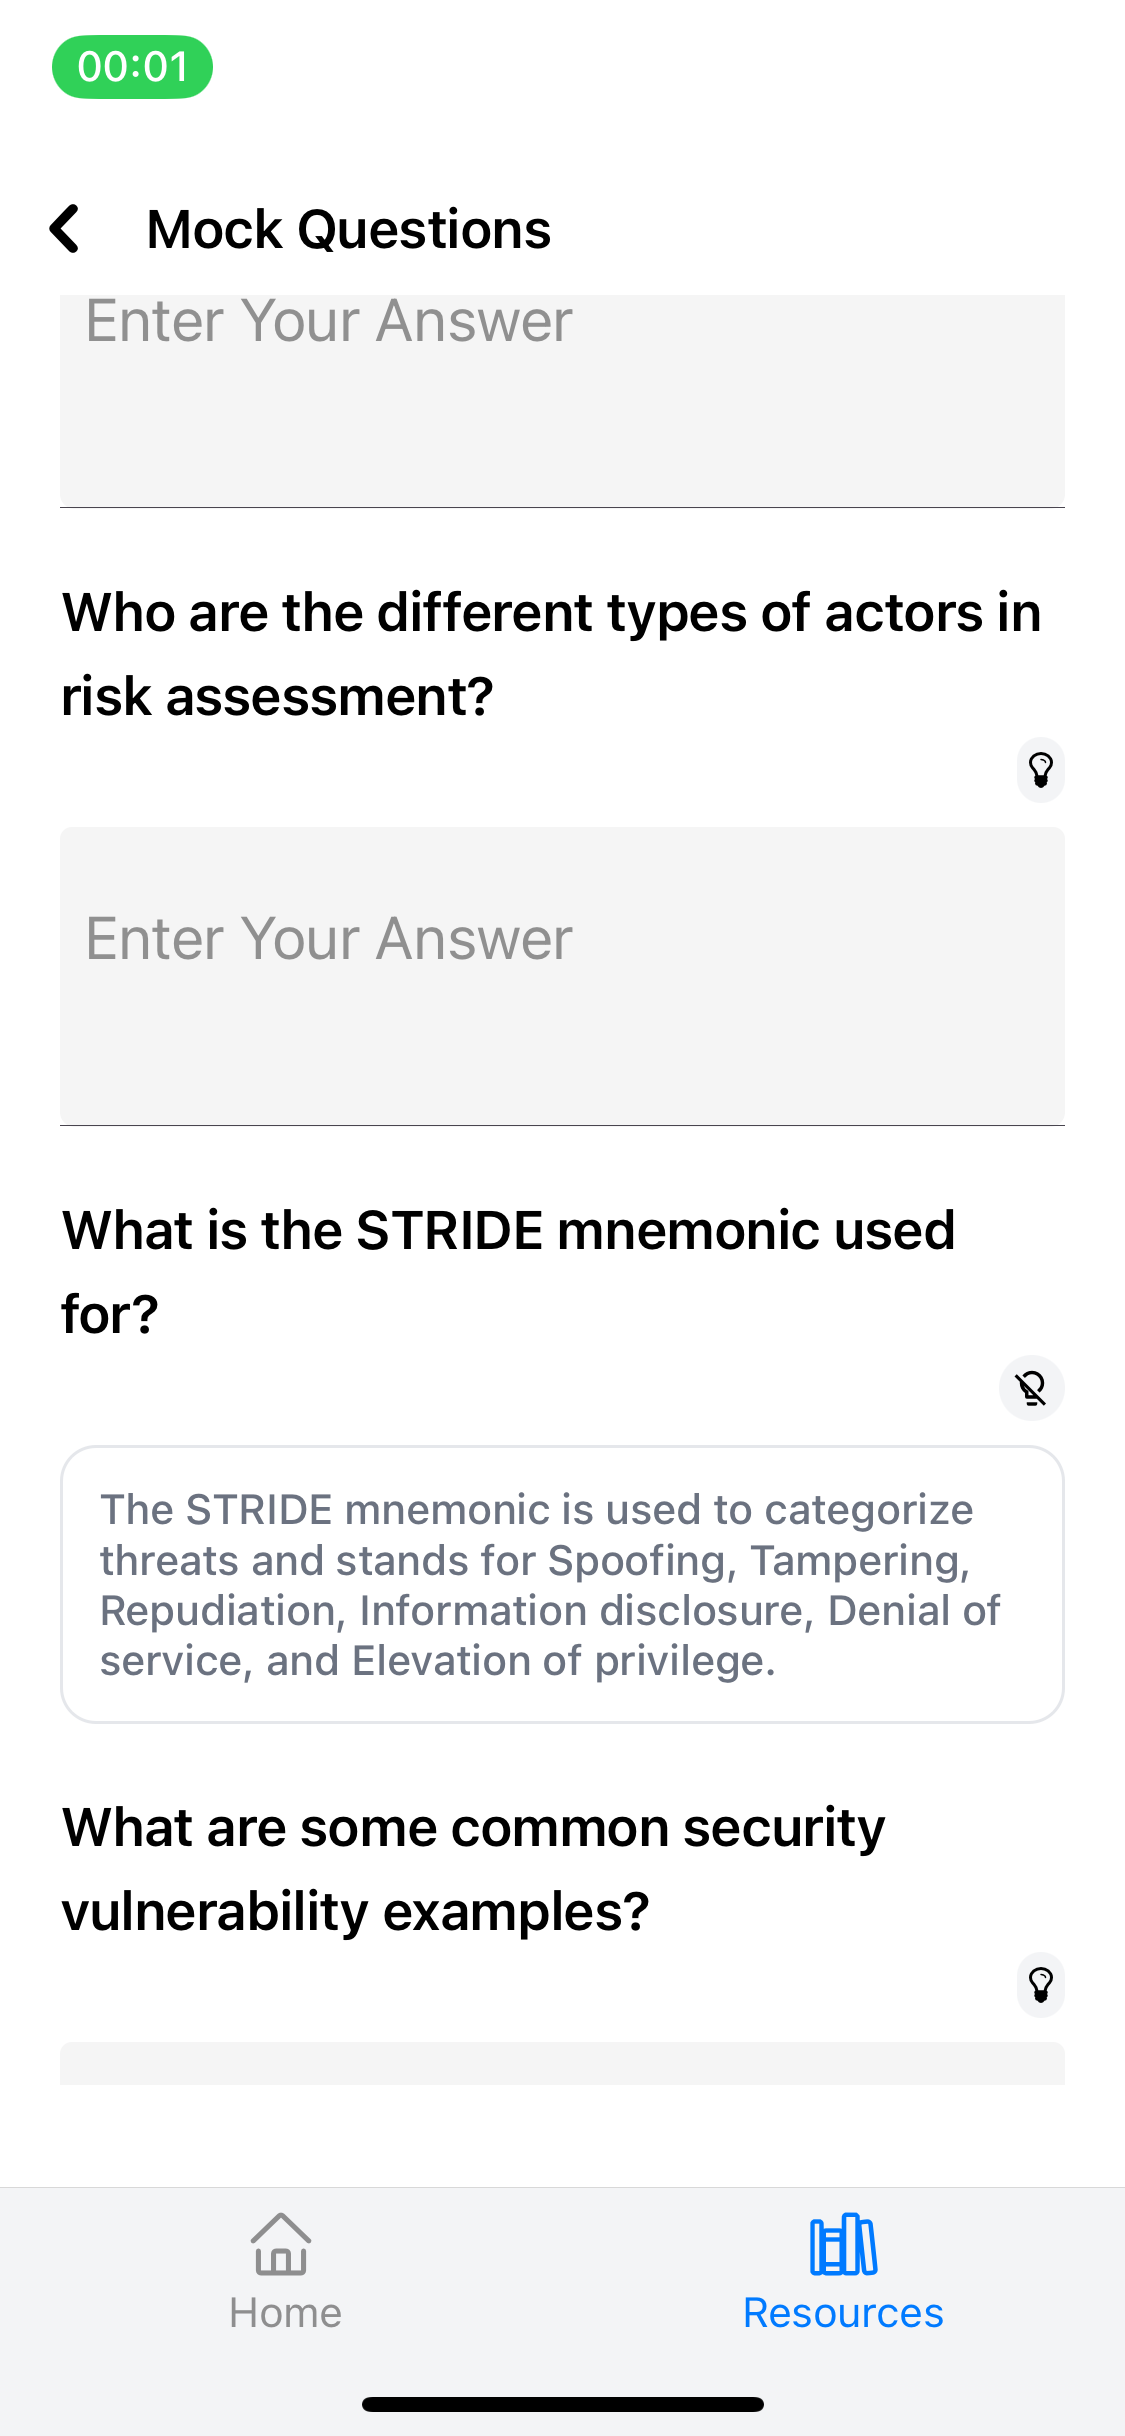 00:01
Mock Questions
Enter Your Answer
Who are the different types of actors in
risk assessment?
Enter Your Answer
What is the STRIDE mnemonic used
for?
The STRIDE mnemonic is used to categorize
threats and stands for Spoofing, Tampering,
Repudiation, Information disclosure, Denial of
service, and Elevation of privilege.
What are some common security
vulnerability examples?
Home
Resources